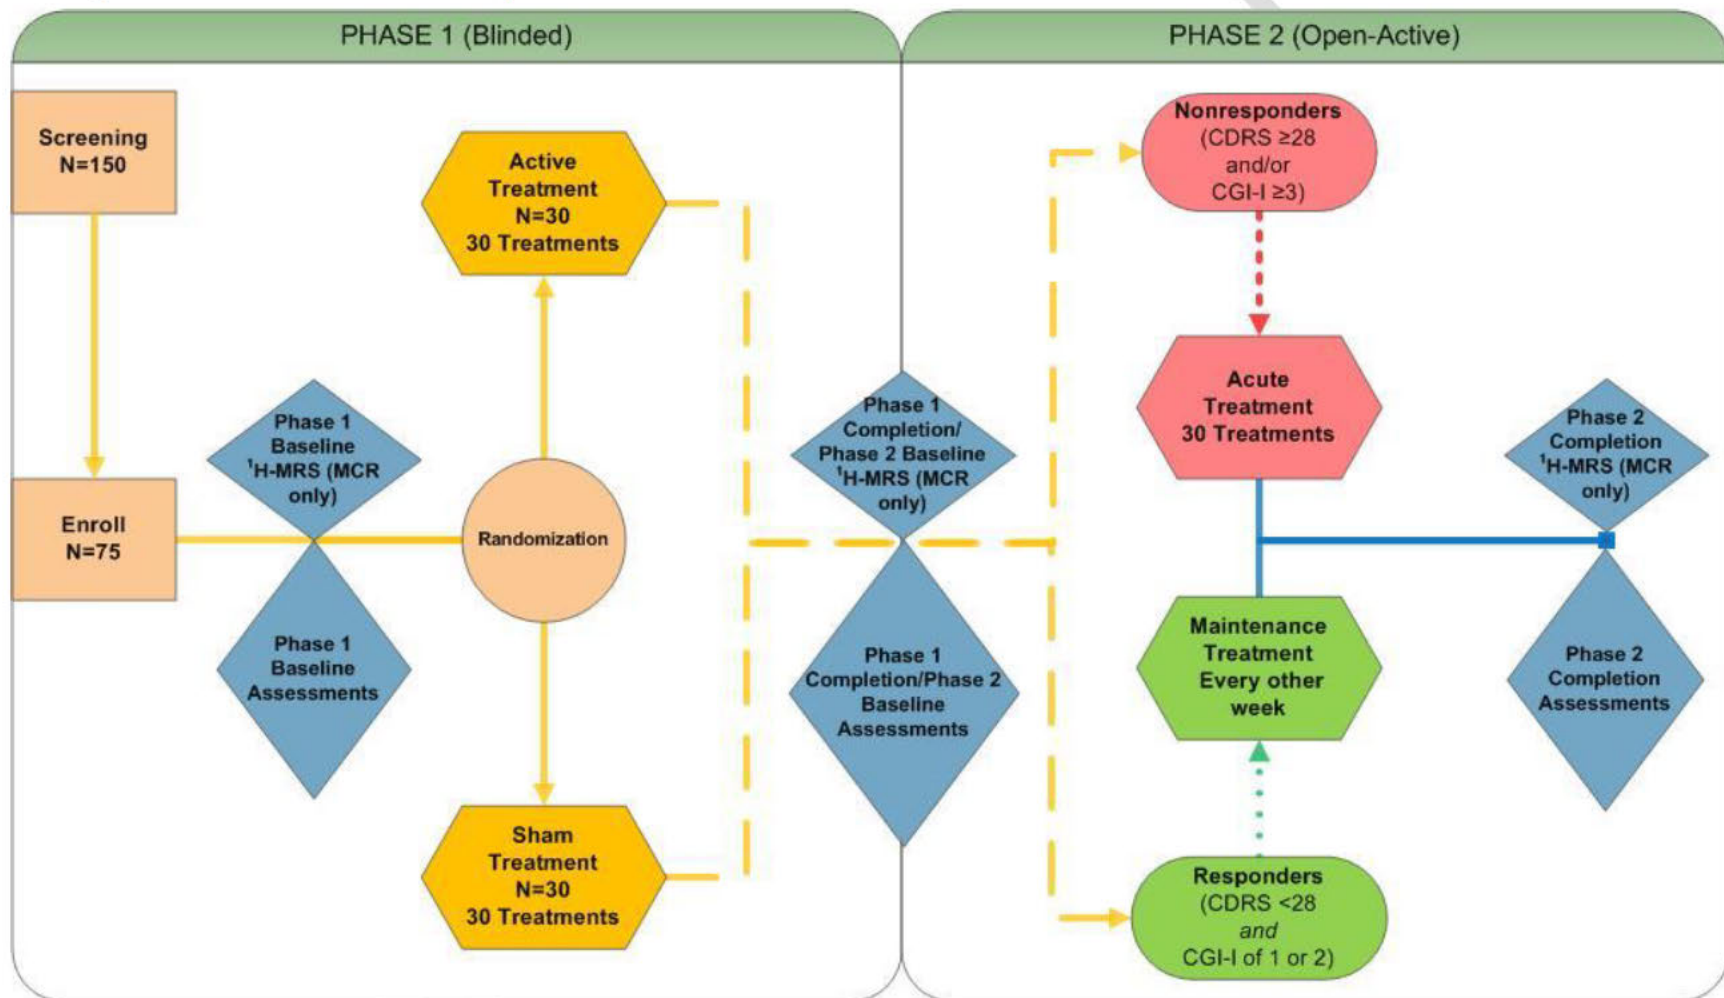 PHASE 1 (Blinded)
PHASE 2 (Open-Active)
Screening
N=150
Enroll
N=75
Phase 1
Baseline
¹H-MRS (MCR
only)
Phase 1
Baseline
Assessments
Randomization
Active
Treatment
N=30
30 Treatments
Sham
Treatment
N=30
30 Treatments
Phase 1
Completion/
Phase 2 Baseline
¹H-MRS (MCR
only)
Phase 1
Completion/Phase 2
Baseline
Assessments
Nonresponders
(CDRS ≥28
and/or
CGI-I ≥3)
Acute
Treatment
30 Treatments
Maintenance
Treatment
Every other
week
Responders
(CDRS <28
and
CGI-I of 1 or 2)
Phase 2
Completion
¹H-MRS (MCR
only)
Phase 2
Completion
Assessments